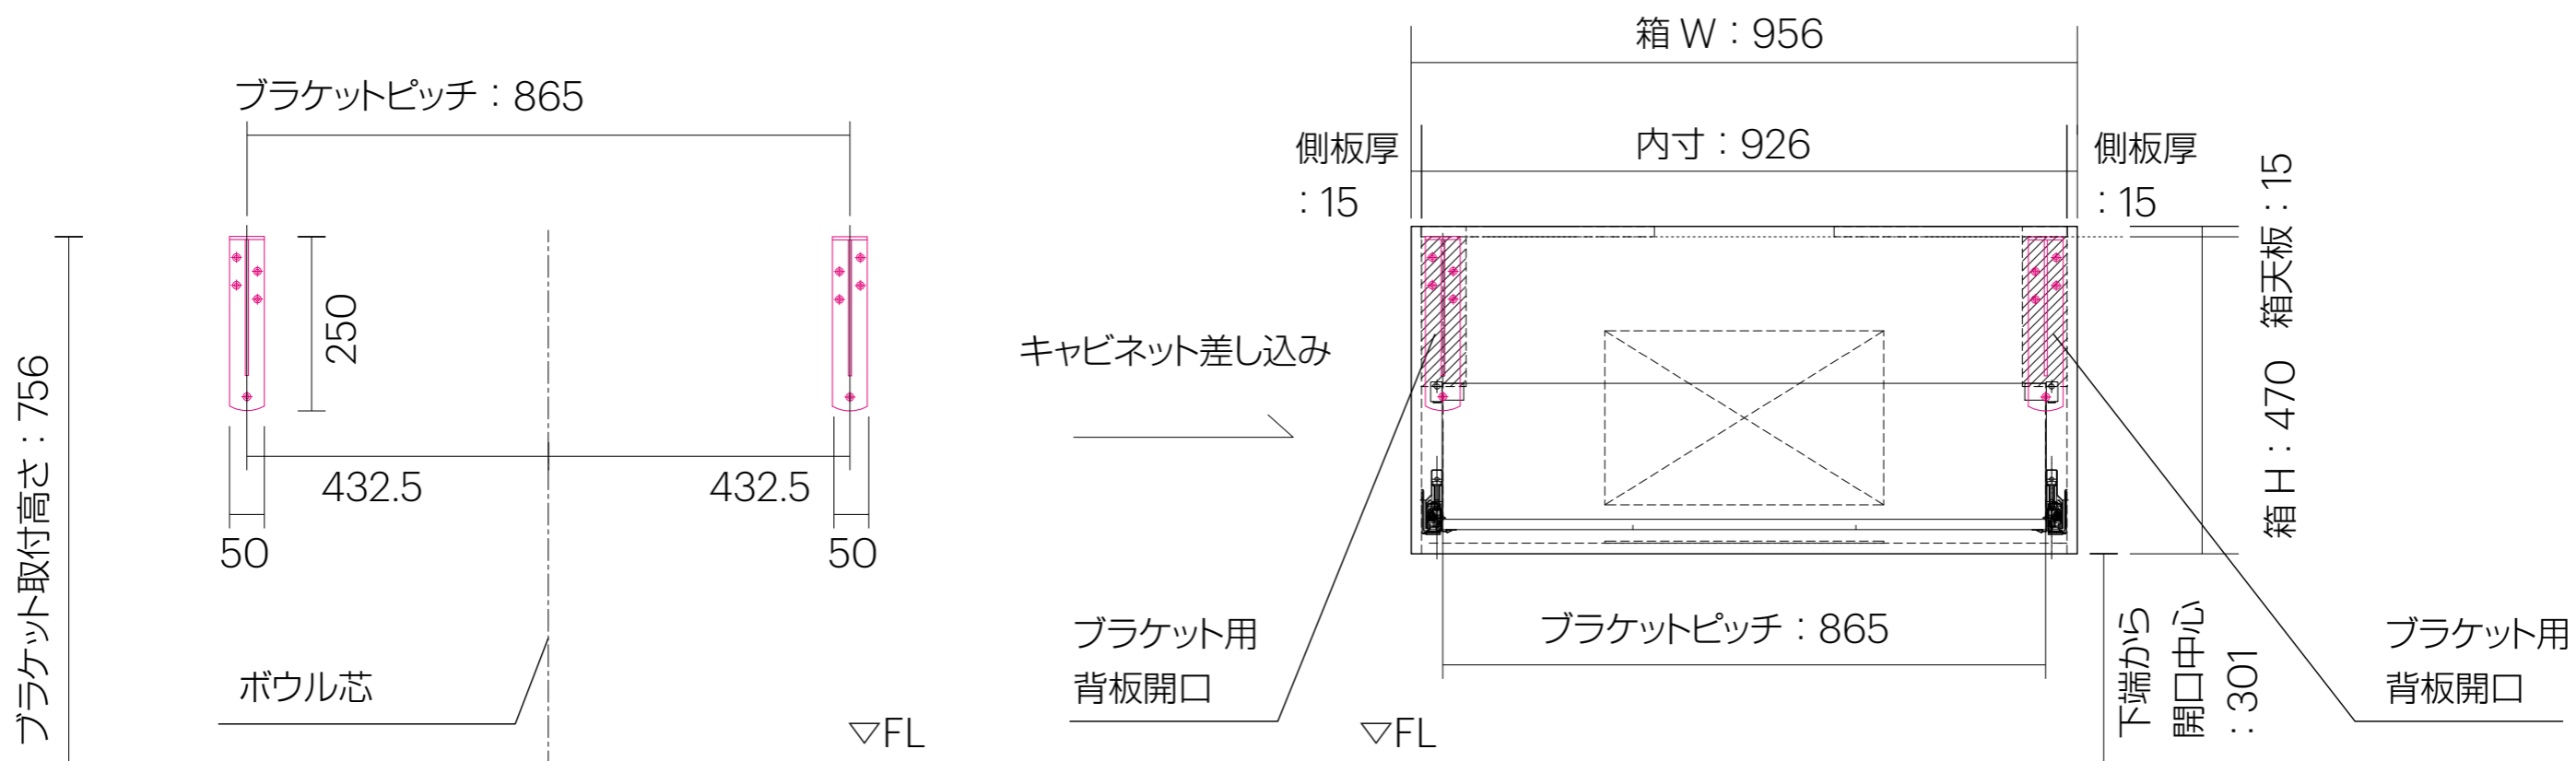 ブラケットピッチ：865
250
ブラケット取付高さ：756
432.5
432.5
50
50
ボウル芯
▽FL
キャビネット差し込み
箱 W：956
側板厚
：15
内寸：926
側板厚
：15
箱 H：470 箱天板：15
ブラケット用
背板開口
ブラケットピッチ：865
▽FL
下端から
開口中心
：301
ブラケット用
背板開口